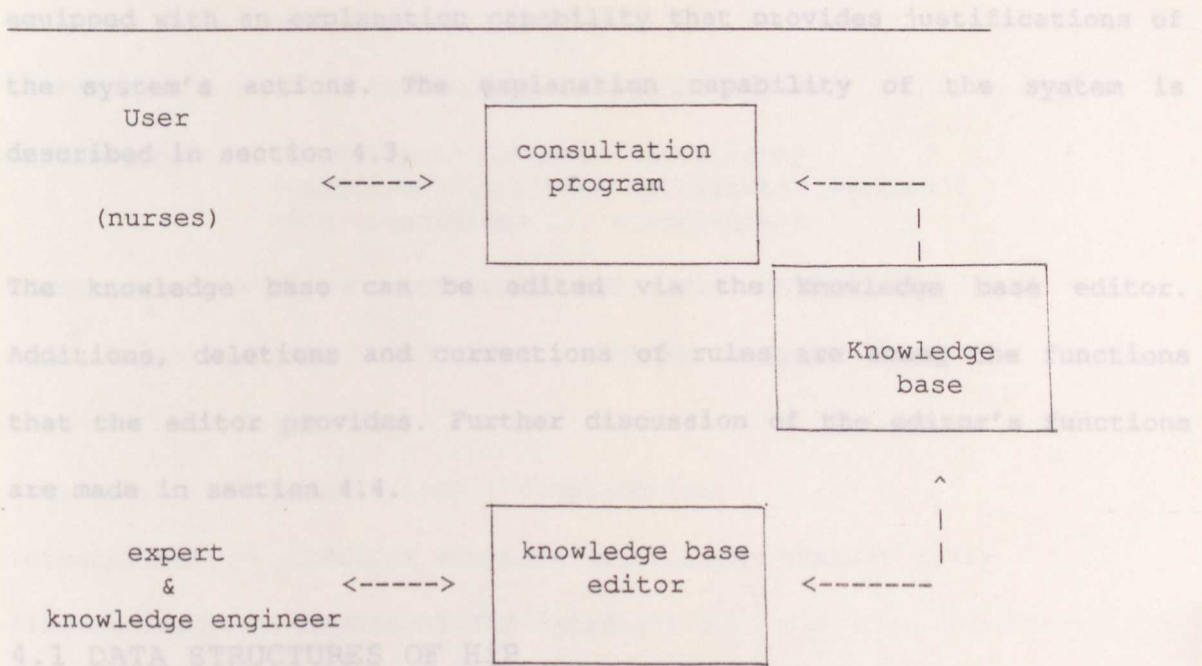 equipped with an explanation capability that provides justifications of
the system's actions. The explanation capability of the system is
User
consultation
program
described in section 4.3.
<---> <------
(nurses)
The knowledge base can be edited via the knowledge base editor.
Additions, deletions and corrections of rules are the functions
Knowledge
base
that the editor provides. Further discussion of the editor's functions
are made in section 4.4.
expert
&
knowledge engineer
<---->
knowledge base
editor
<-------
4.1 DATA STRUCTURES OF